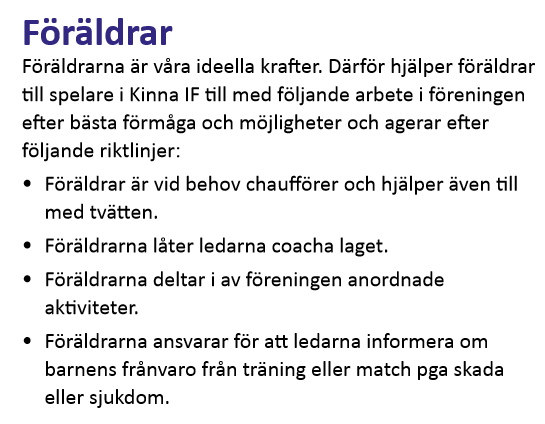 Föräldrar
Föräldrarna är våra ideella krafter. Därför hjälper föräldrar
till spelare i Kinna IF till med följande arbete i föreningen
efter bästa förmåga och möjligheter och agerar efter
följande riktlinjer:
• Föräldrar är vid behov chaufförer och hjälper även till
med tvätten.
• Föräldrarna låter ledarna coacha laget.
• Föräldrarna deltar i av föreningen anordnade
aktiviteter.
• Föräldrarna ansvarar för att ledarna informera om
barnens frånvaro från träning eller match pga skada
eller sjukdom.